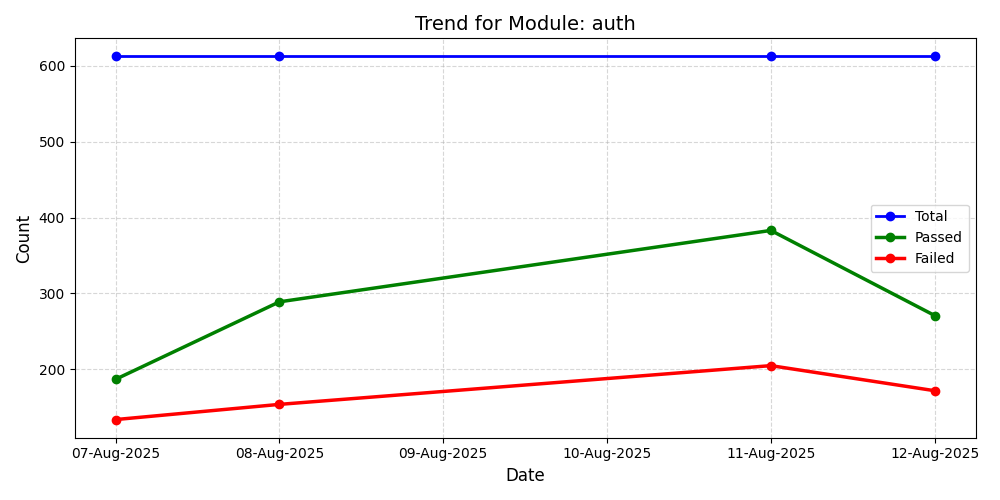 Trend for Module: auth
600
500
400
300
200
Count
Total
Passed
Failed
07-Aug-2025
08-Aug-2025
09-Aug-2025
10-Aug-2025
11-Aug-2025
12-Aug-2025
Date